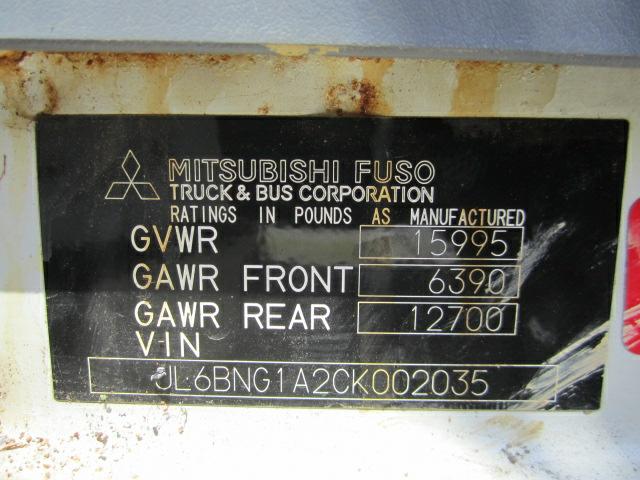 MITSUBISHI FUSO
TRUCK & BUS CORPORATION
RATINGS IN POUNDS AS MANUFACTURED
GVWR 15995
GAWR FRONT 6390
GAWR REAR 12700
VIN
JL6BNG1A2CK002035